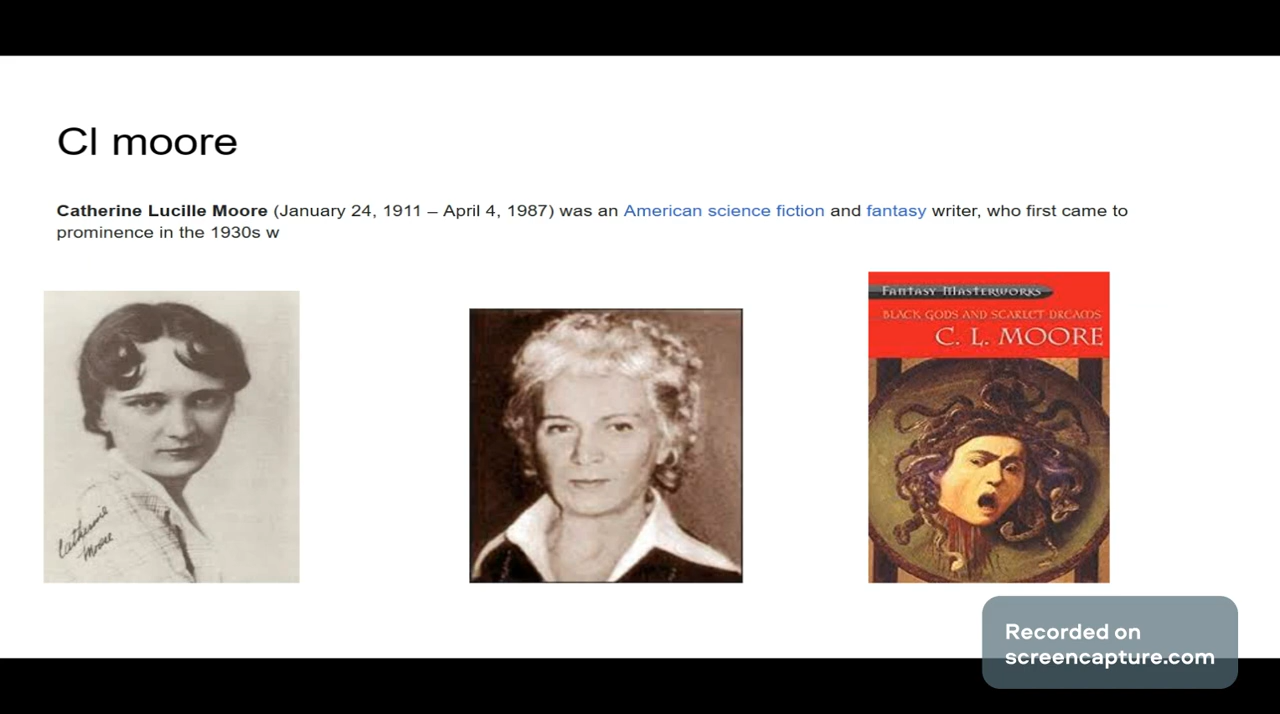 Cl moore
Catherine Lucille Moore (January 24, 1911 – April 4, 1987) was an American science fiction and fantasy writer, who first came to
prominence in the 1930s w
Catherine
Moore
FANTASY MASTERWORKS
BLACK GODS AND SCARLET DREAMS
C. L. MOORE
Recorded on
screencapture.com